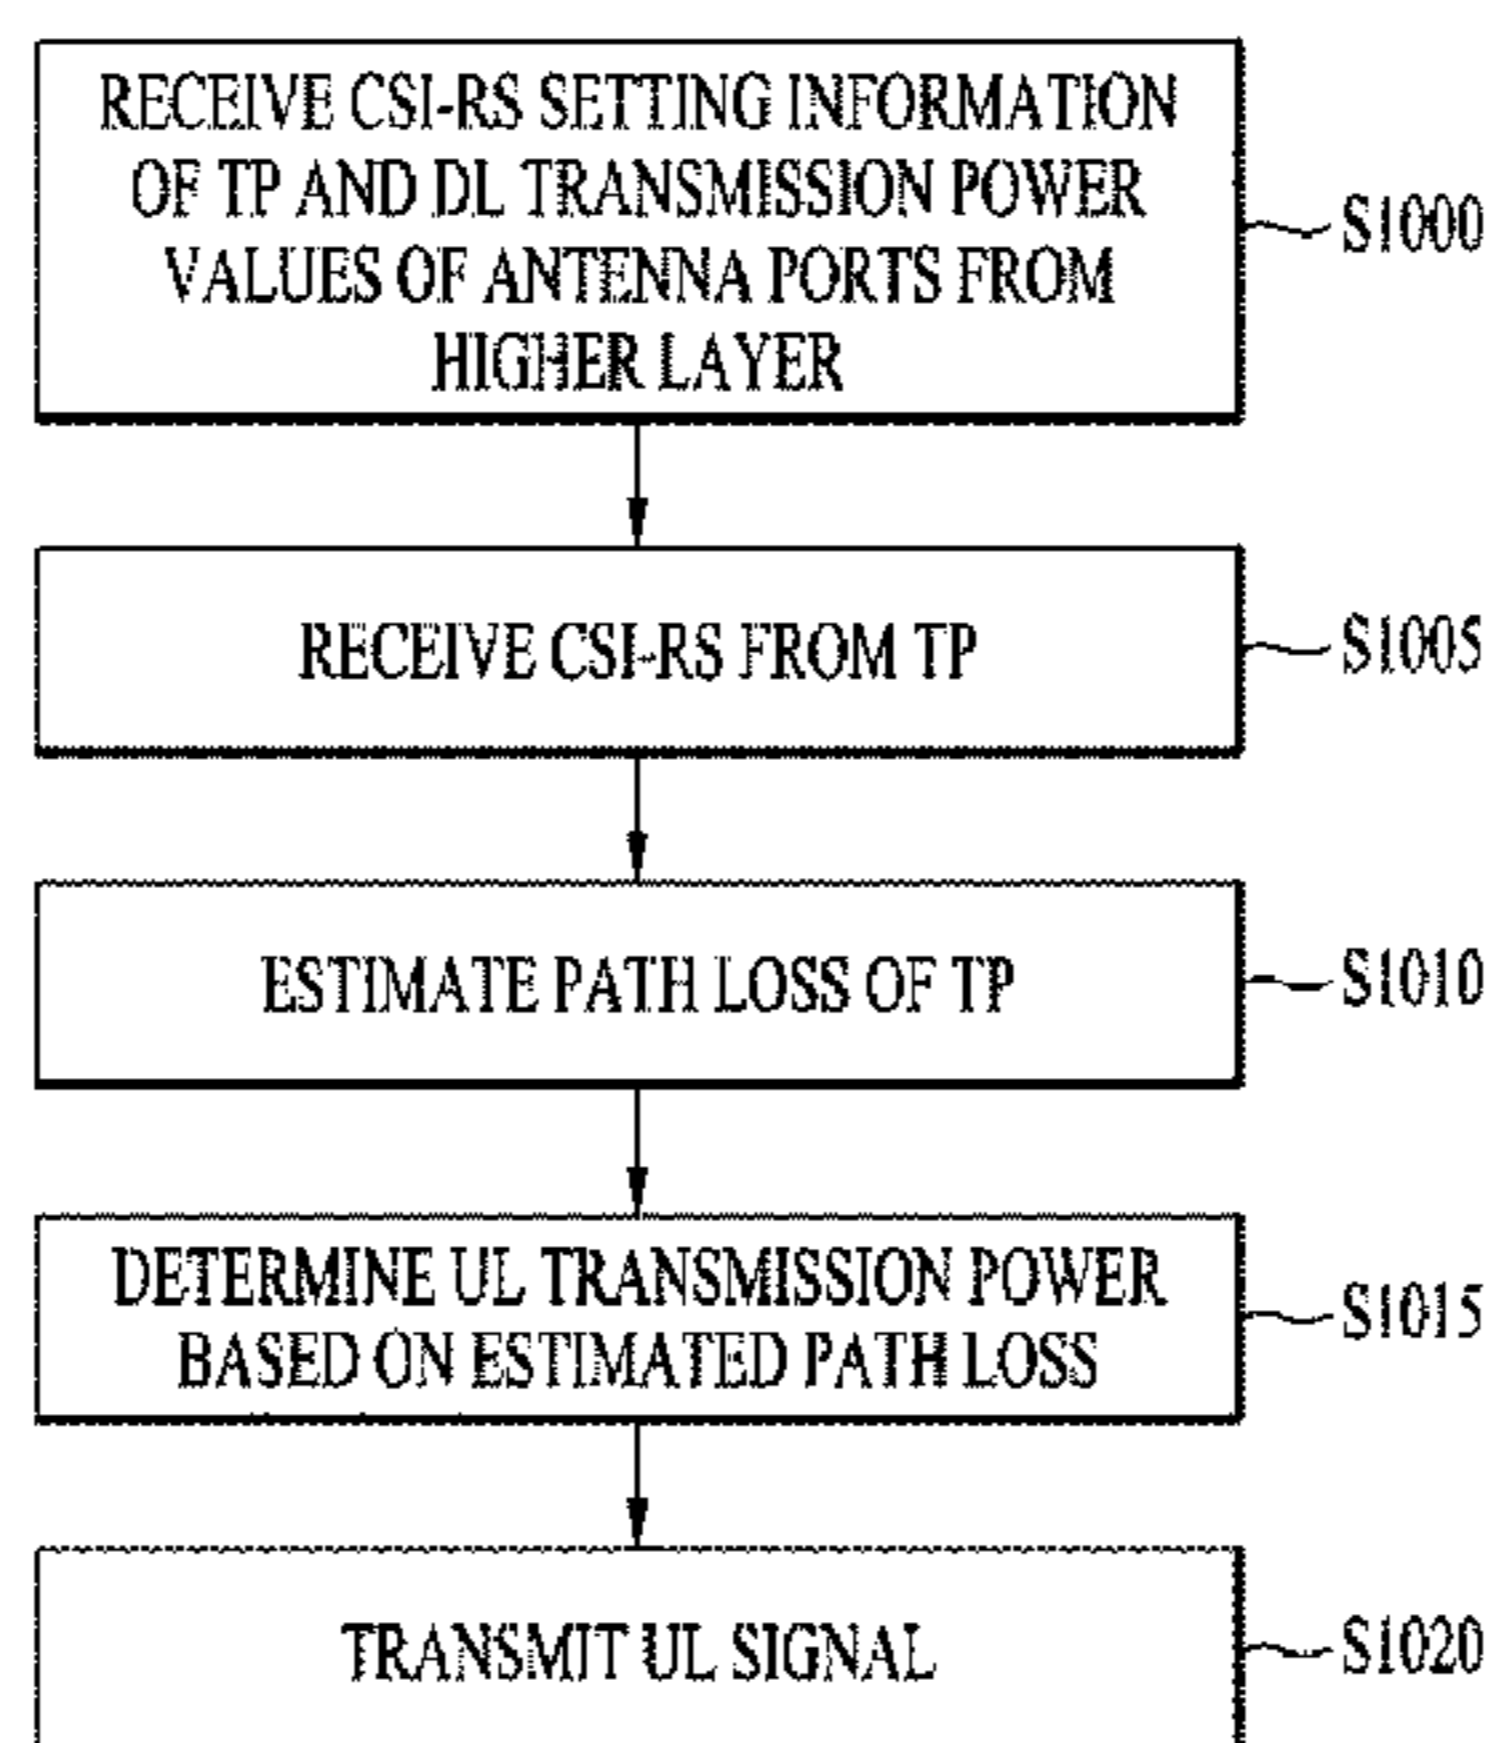 RECEIVE CSI-RS SETTING INFORMATION
OF TP AND DL TRANSMISSION POWER
VALUES OF ANTENNA PORTS FROM
HIGHER LAYER
S1000
RECEIVE CSI-RS FROM TP
S1005
ESTIMATE PATH LOSS OF TP
S1010
DETERMINE UL TRANSMISSION POWER
BASED ON ESTIMATED PATH LOSS
S1015
TRANSMIT UL SIGNAL
S1020